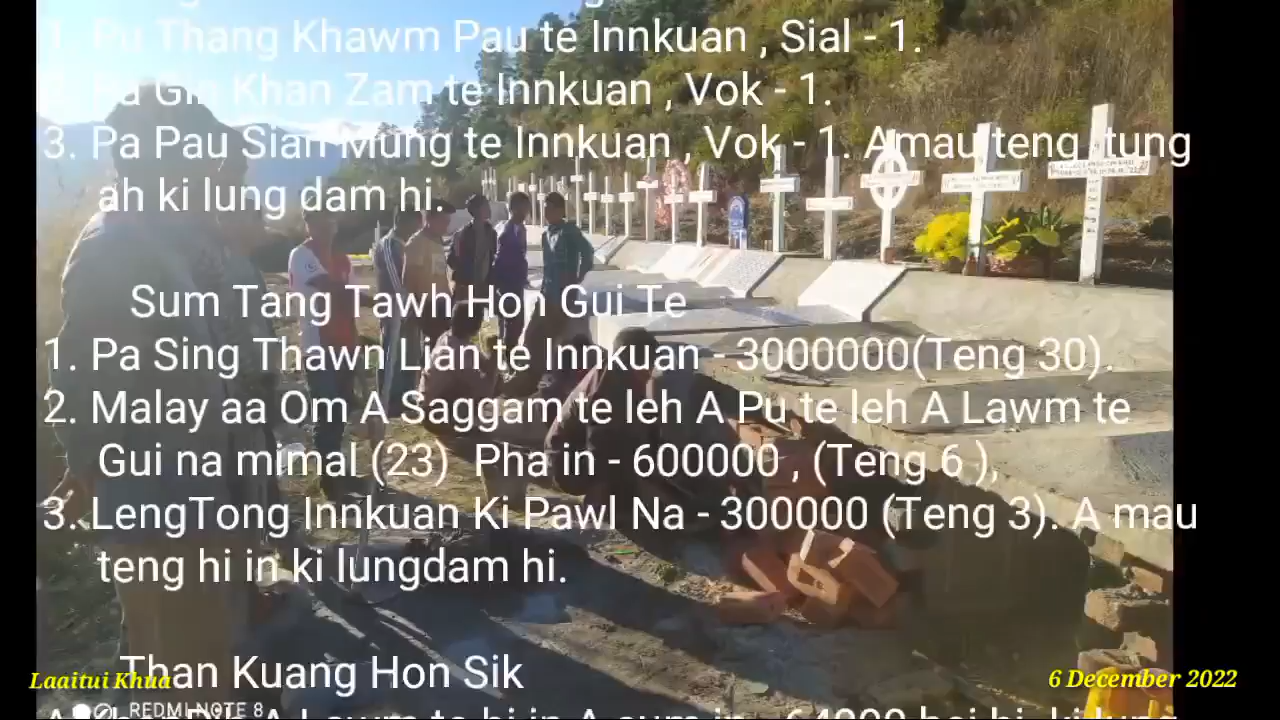 1. Pu Thang Khawm Pau te Innkuan , Sial - 1.
2. Pa Gin Khan Zam te Innkuan , Vok - 1.
3. Pa Pau Sian Mung te Innkuan , Vok - 1. Amau teng tung
ah ki lung dam hi.
Sum Tang Tawh Hon Gui Te
1. Pa Sing Thawn Lian te Innkuan - 3000000(Teng 30).
2. Malay aa Om A Saggam te leh A Pu te leh A Lawm te
Gui na mimal (23) Pha in - 600000 , (Teng 6 ),
3. LengTong Innkuan Ki Pawl Na - 300000 (Teng 3). A mau
teng hi in ki lungdam hi.
Than Kuang Hon Sik
Laaitui Khua
6 December 2022
REDMI NOTE 8